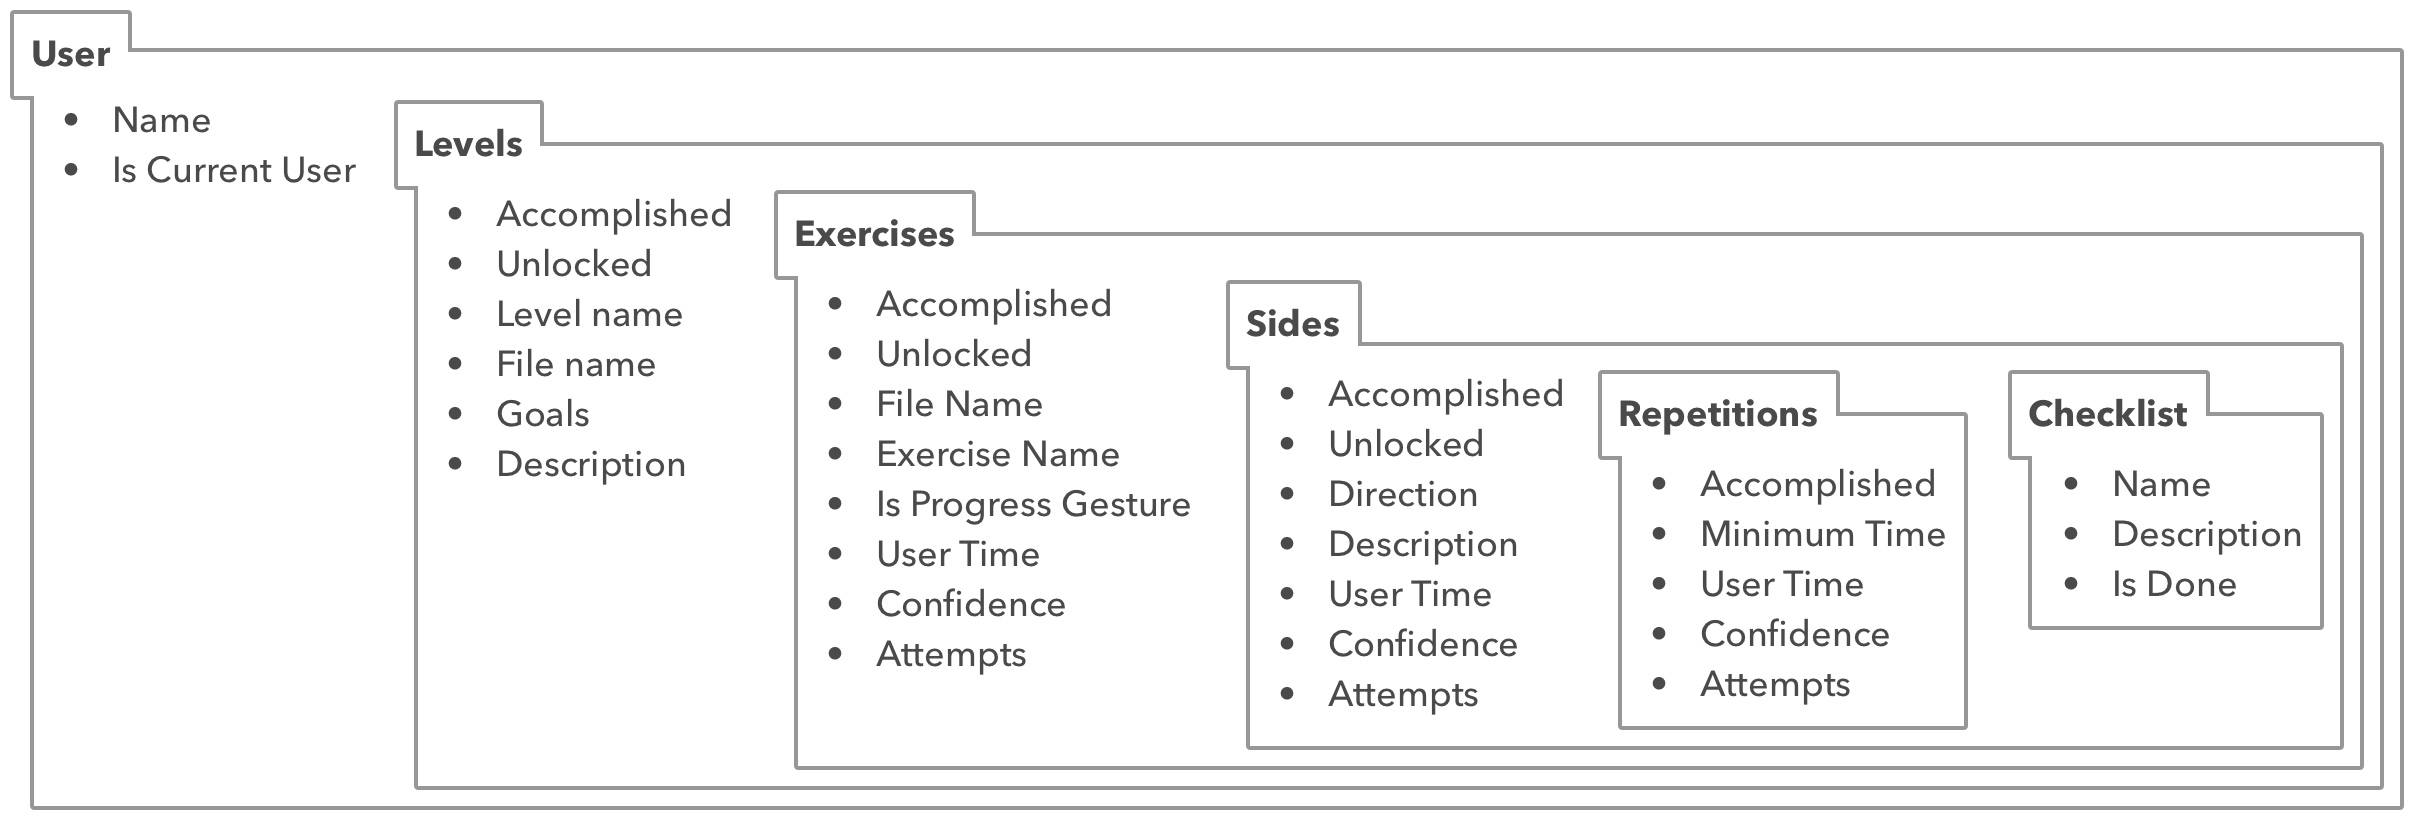 User
• Name
• Is Current User
Levels
• Accomplished
• Unlocked
• Level name
• File name
• Goals
• Description
Exercises
• Accomplished
• Unlocked
• File Name
• Exercise Name
• Is Progress Gesture
• User Time
• Confidence
• Attempts
Sides
• Accomplished
• Unlocked
• Direction
• Description
• User Time
• Confidence
• Attempts
Repetitions
• Accomplished
• Minimum Time
• User Time
• Confidence
• Attempts
Checklist
• Name
• Description
• Is Done